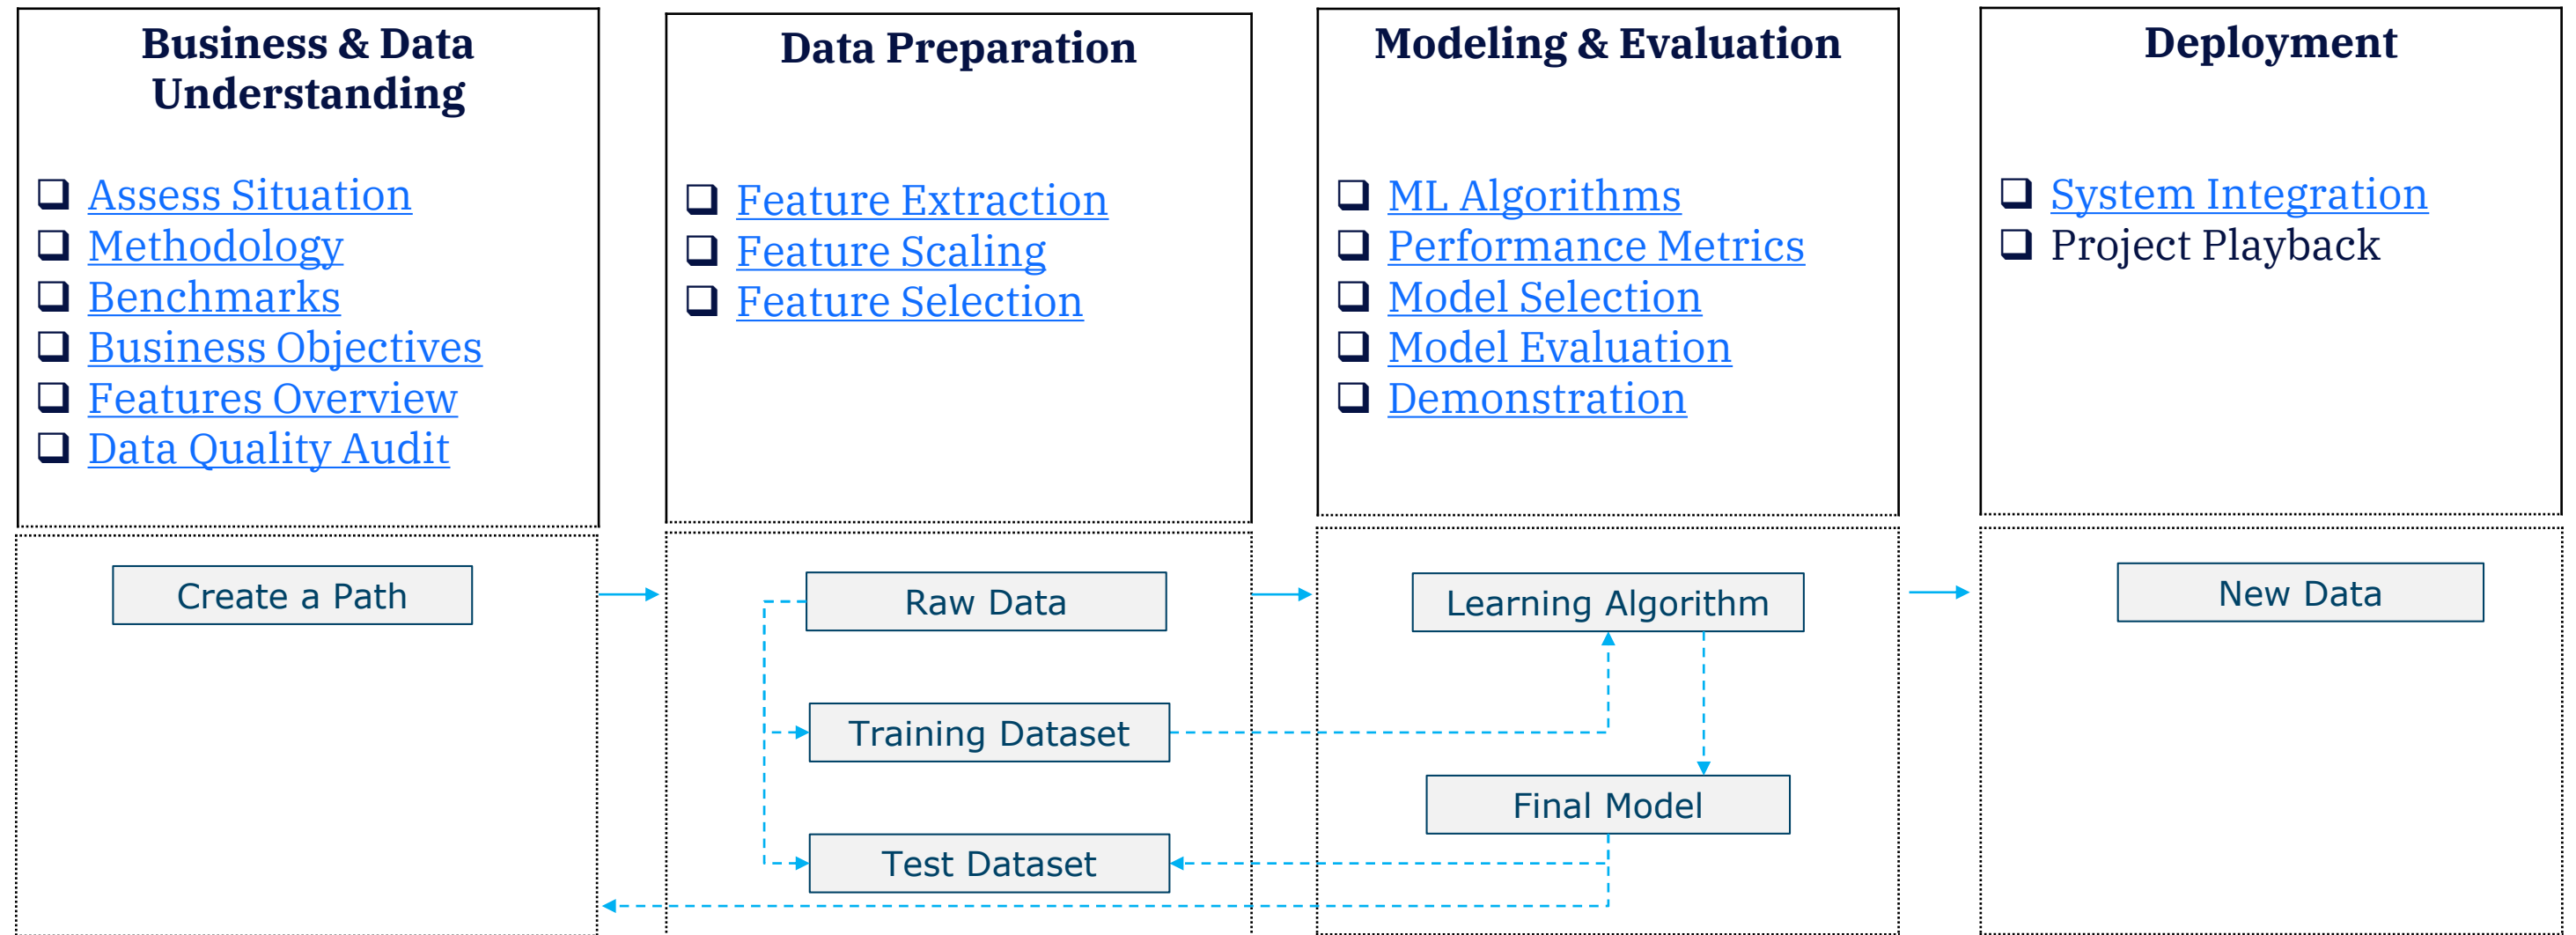 Business & Data
Understanding
❑ Assess Situation
❑ Methodology
❑ Benchmarks
❑ Business Objectives
❑ Features Overview
❑ Data Quality Audit
Data Preparation
❑ Feature Extraction
❑ Feature Scaling
❑ Feature Selection
Modeling & Evaluation
❑ ML Algorithms
❑ Performance Metrics
❑ Model Selection
❑ Model Evaluation
❑ Demonstration
Deployment
❑ System Integration
❑ Project Playback
Create a Path
Raw Data
Training Dataset
Test Dataset
Learning Algorithm
Final Model
New Data